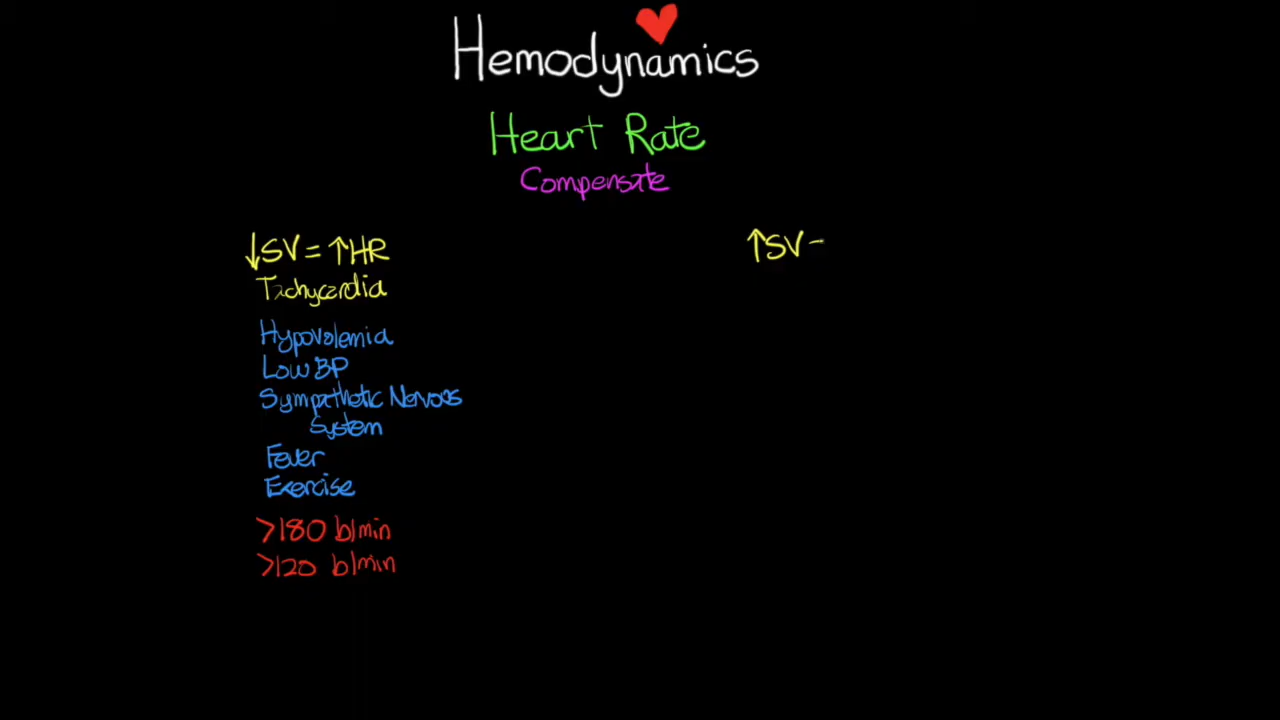 Hemodynamics
Heart Rate
Compensate
↓SV = ↑HR
Tachycardia
Hypovolemia
Low BP
Sympathetic Nervous
System
Fever
Exercise
>180 b/min
>120 b/min
↑SV -